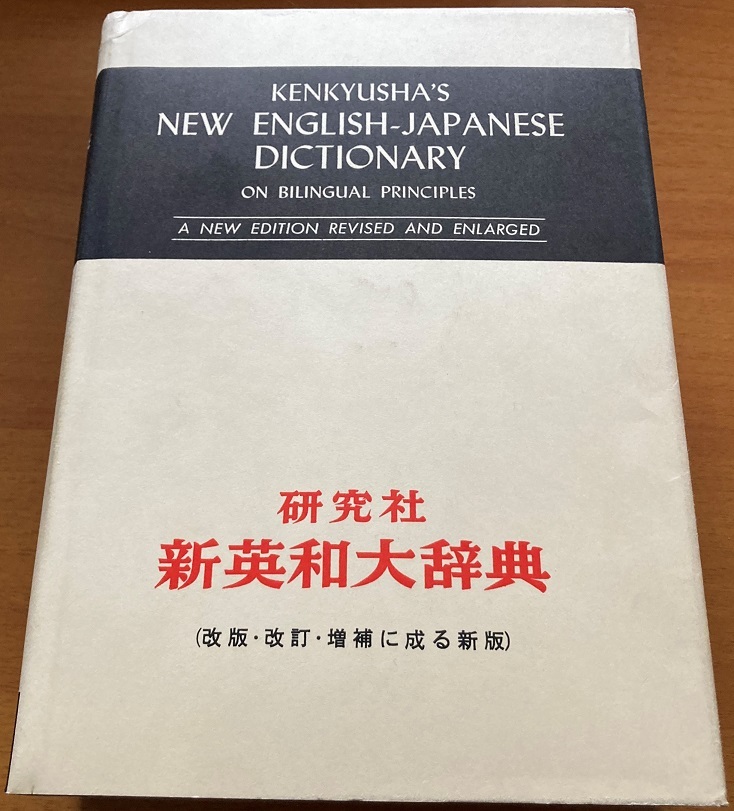 KENKYUSHA'S
NEW ENGLISH-JAPANESE
DICTIONARY
ON BILINGUAL PRINCIPLES
A NEW EDITION REVISED AND ENLARGED
研究社
新英和大辞典
(改版・改訂・増補に成る新版)